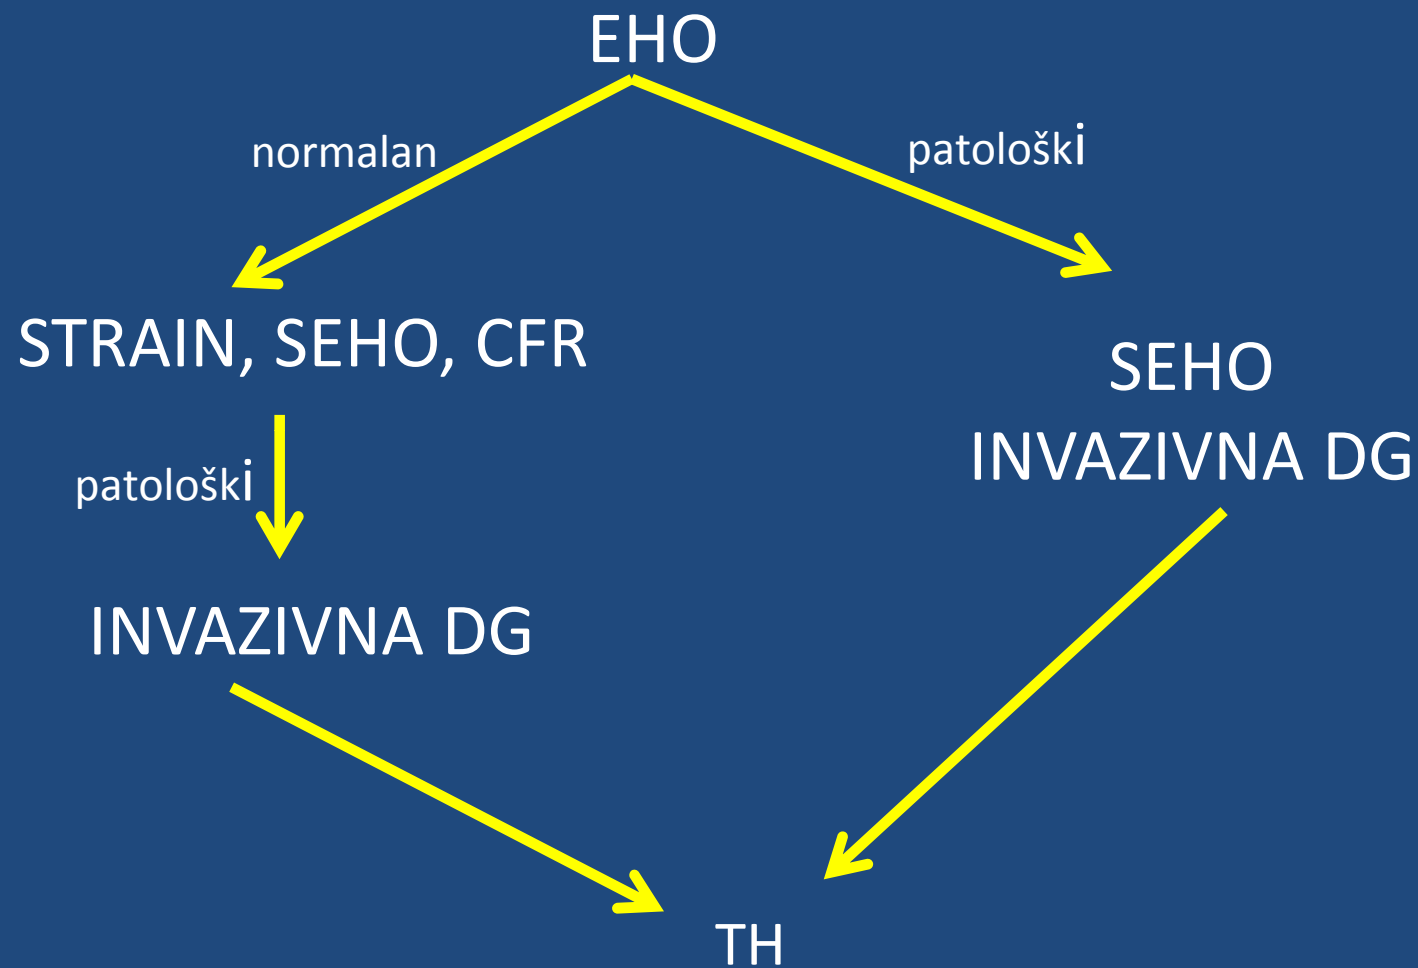 EHO
normalan
patološki
STRAIN, SEHO, CFR
SEHO
INVAZIVNA DG
patološki
INVAZIVNA DG
TH